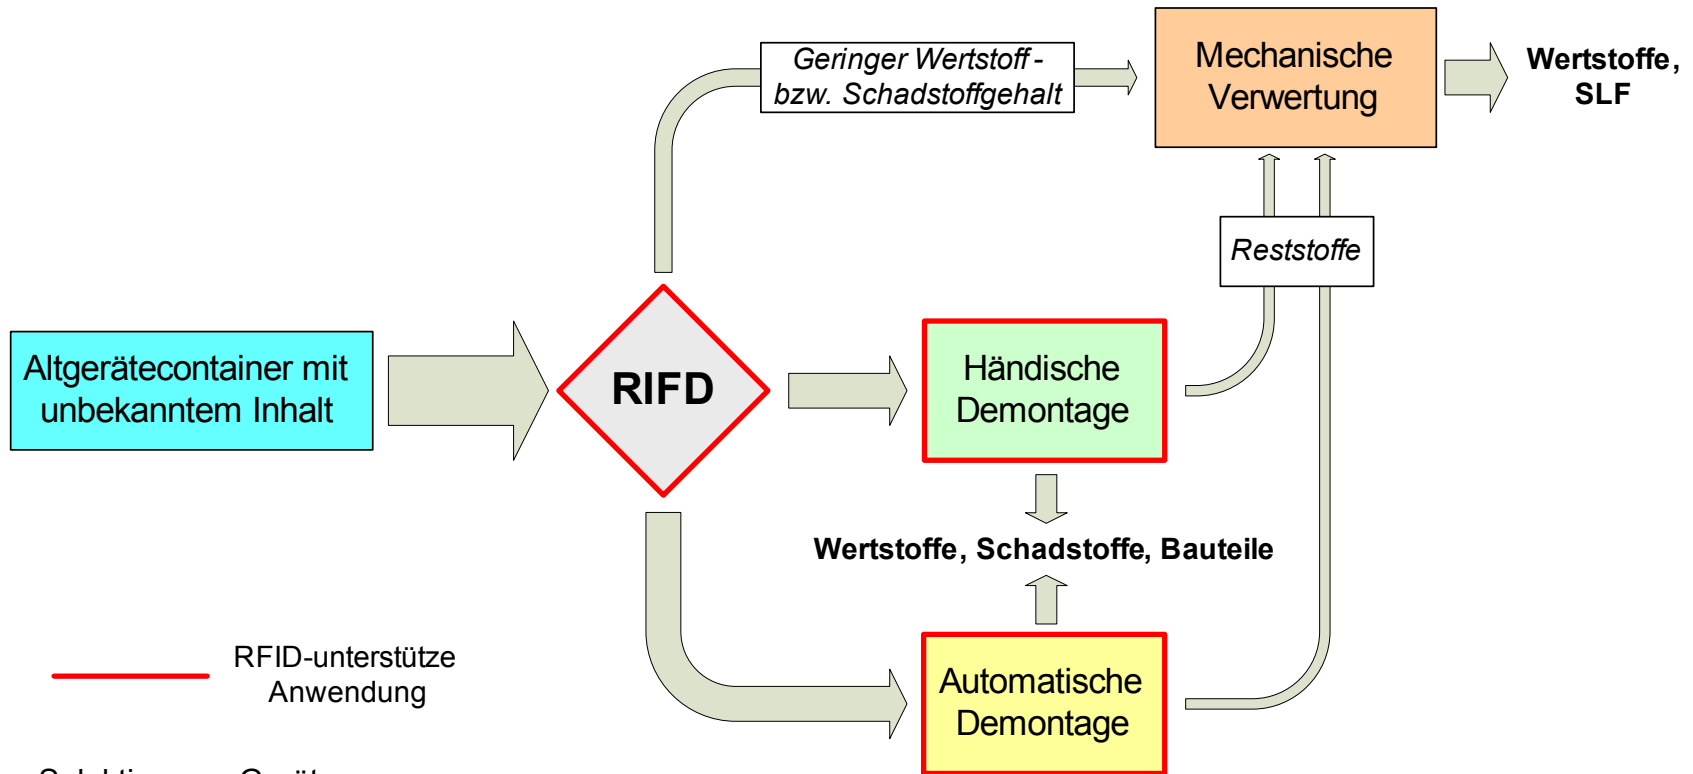 Geringer Wertstoff -
bzw. Schadstoffgehalt
Mechanische
Verwertung
Wertstoffe,
SLF
Reststoffe
Altgerätecontainer mit
unbekanntem Inhalt
RIFD
Händische
Demontage
Wertstoffe, Schadstoffe, Bauteile
RFID-unterstütze
Anwendung
Automatische
Demontage